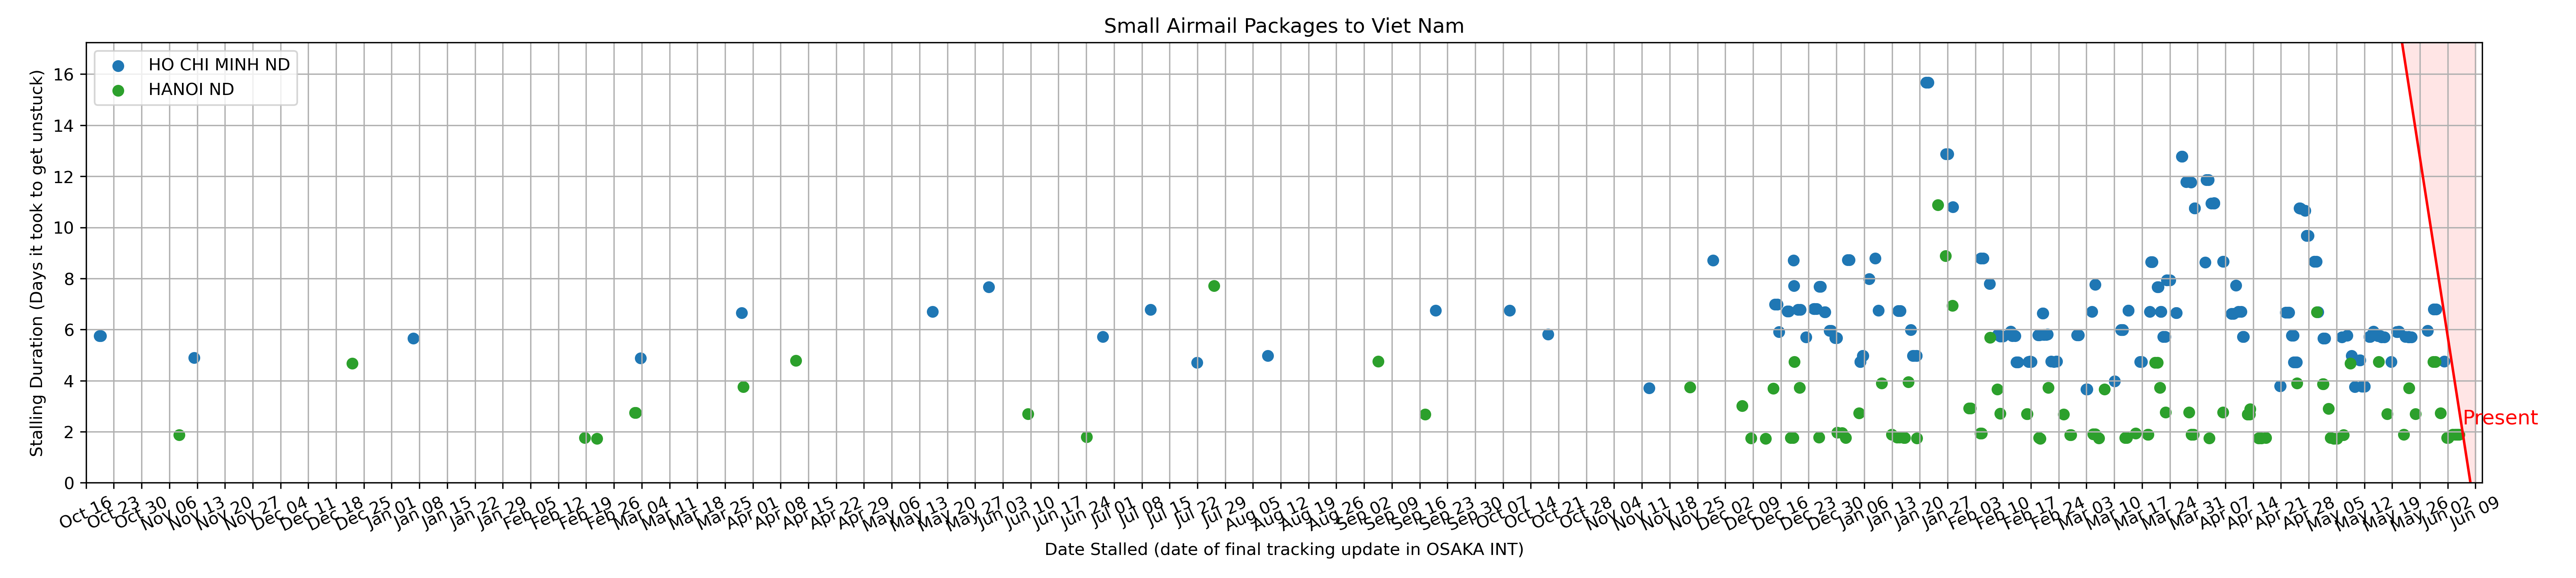 Small Airmail Packages to Viet Nam
HO CHI MINH ND
HANOI ND
Stalling Duration (Days it took to get unstuck)
16
14
12
10
8
6
4
2
0
Present
Oct 16 Oct 23 Oct 30 Nov 06 Nov 13 Nov 20 Nov 27 Dec 04 Dec 11 Dec 18 Dec 25 Jan 01 Jan 08 Jan 15 Jan 22 Jan 29 Feb 05 Feb 12 Feb 19 Feb 26 Mar 04 Mar 11 Mar 18 Mar 25 Apr 01 Apr 08 Apr 15 Apr 22 Apr 29 May 06 May 13 May 20 May 27 Jun 03 Jun 10 Jun 17 Jun 24 Jul 01 Jul 08 Jul 15 Jul 22 Jul 29 Aug 05 Aug 12 Aug 19 Aug 26 Sep 02 Sep 09 Sep 16 Sep 23 Sep 30 Oct 07 Oct 14 Oct 21 Oct 28 Nov 04 Nov 11 Nov 18 Nov 25 Dec 02 Dec 09 Dec 16 Dec 23 Dec 30 Jan 06 Jan 13 Jan 20 Jan 27 Feb 03 Feb 10 Feb 17 Feb 24 Mar 03 Mar 10 Mar 17 Mar 24 Mar 31 Apr 07 Apr 14 Apr 21 Apr 28 May 05 May 12 May 19 May 26 Jun 02 Jun 09
Date Stalled (date of final tracking update in OSAKA INT)